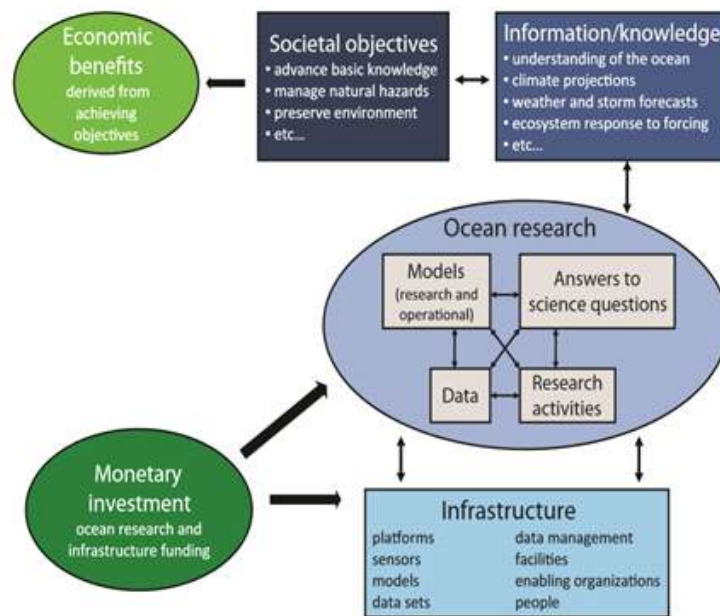 Economic
benefits
derived from
achieving
objectives
Societal objectives
• advance basic knowledge
• manage natural hazards
• preserve environment
• etc...
Information/knowledge
• understanding of the ocean
• climate projections
• weather and storm forecasts
• ecosystem response to forcing
• etc...
Ocean research
Models
(research and
operational)
Answers to
science questions
Data
Research
activities
Monetary
investment
ocean research and
infrastructure funding
Infrastructure
platforms
sensors
models
data sets
data management
facilities
enabling organizations
people